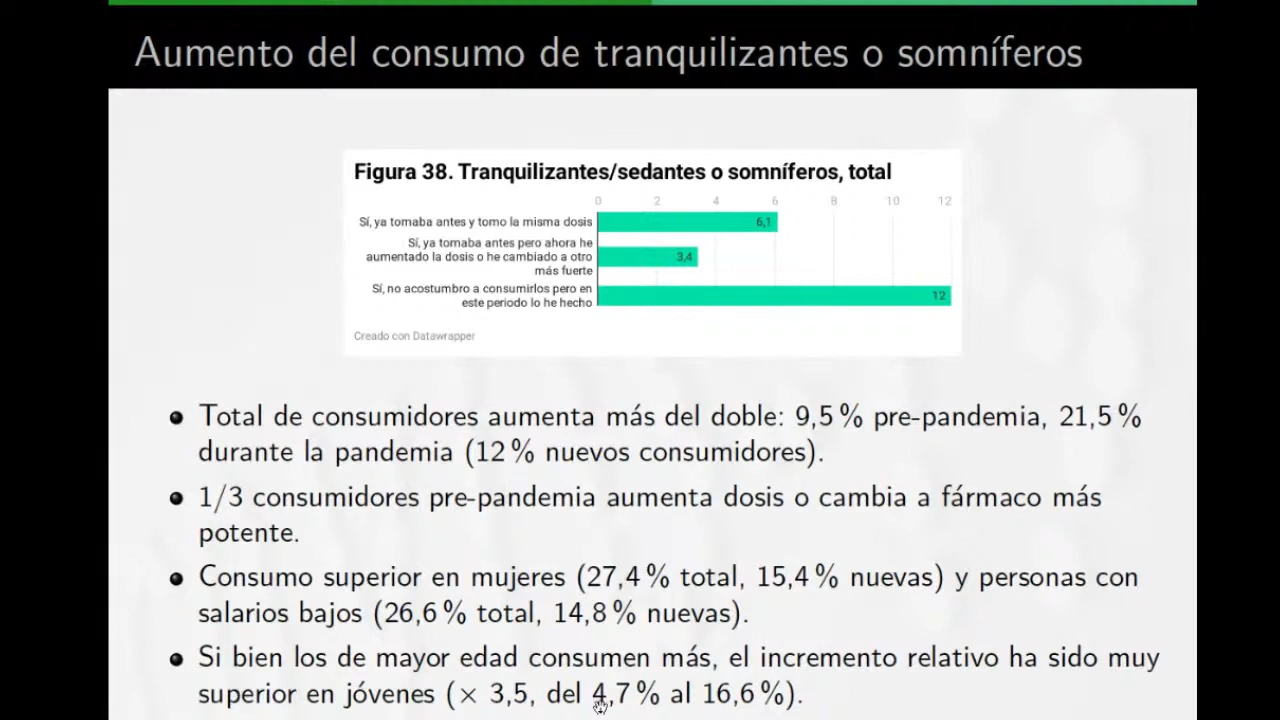 Aumento del consumo de tranquilizantes o somníferos
Figura 38. Tranquilizantes/sedantes o somníferos, total
0 2 4 6 8 10 12
Sí, ya tomaba antes y tomo la misma dosis 6,1
Sí, ya tomaba antes pero ahora he
aumentado la dosis o he cambiado a otro 3,4
más fuerte
Sí, no acostumbro a consumirlos pero en 12
este periodo lo he hecho
Creado con Datawrapper
Total de consumidores aumenta más del doble: 9,5 % pre-pandemia, 21,5 %
durante la pandemia (12 % nuevos consumidores).
1/3 consumidores pre-pandemia aumenta dosis o cambia a fármaco más
potente.
Consumo superior en mujeres (27,4 % total, 15,4 % nuevas) y personas con
salarios bajos (26,6 % total, 14,8 % nuevas).
Si bien los de mayor edad consumen más, el incremento relativo ha sido muy
superior en jóvenes (× 3,5, del 4,7 % al 16,6 %).